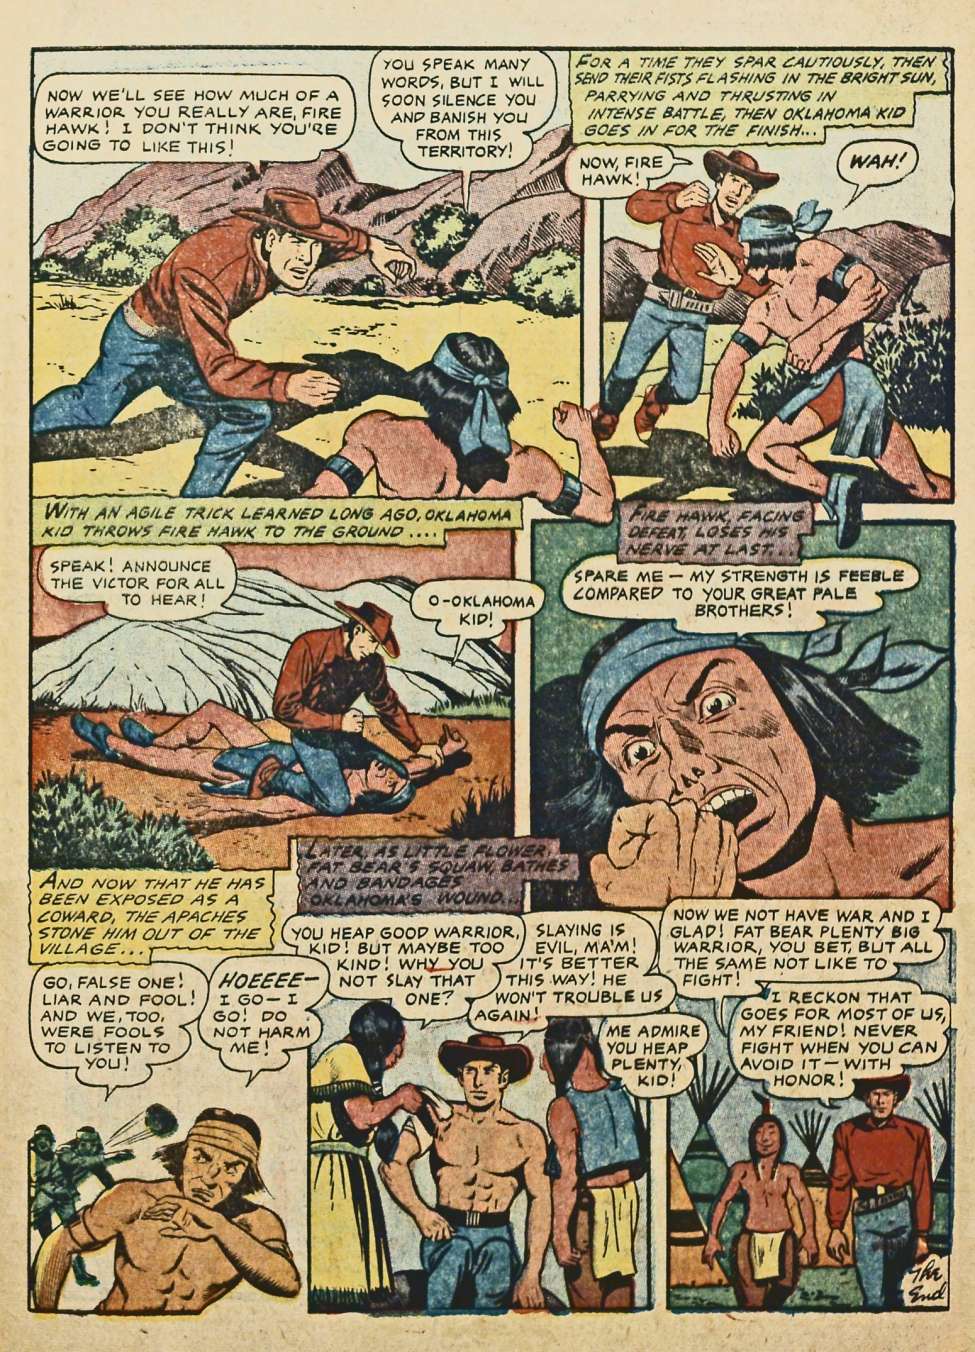 NOW WE'LL SEE HOW MUCH OF A
WARRIOR YOU REALLY ARE, FIRE
HAWK! I DON'T THINK YOU'RE
GOING TO LIKE THIS!
YOU SPEAK MANY
WORDS, BUT I WILL
SOON SILENCE YOU
AND BANISH YOU
FROM THIS
TERRITORY!
FOR A TIME THEY SPAR CAUTIOUSLY, THEN
SEND THEIR FISTS FLASHING IN THE BRIGHT SUN,
PARRYING AND THRUSTING IN
INTENSE BATTLE, THEN OKLAHOMA KID
GOES IN FOR THE FINISH...
NOW, FIRE
HAWK!
WAH!
WITH AN AGILE TRICK LEARNED LONG AGO, OKLAHOMA
KID THROWS FIRE HAWK TO THE GROUND ....
SPEAK! ANNOUNCE
THE VICTOR FOR ALL
TO HEAR!
O-OKLAHOMA
KID!
FIRE HAWK, FACING
DEFEAT, LOSES HIS
NERVE AT LAST...
SPARE ME — MY STRENGTH IS FEEBLE
COMPARED TO YOUR GREAT PALE
BROTHERS!
AND NOW THAT HE HAS
BEEN EXPOSED AS A
COWARD, THE APACHES
STONE HIM OUT OF THE
VILLAGE...
GO, FALSE ONE!
LIAR AND FOOL!
AND WE, TOO,
WERE FOOLS
TO LISTEN TO
YOU!
HOEEEE—
I GO — I
GO! DO
NOT HARM
ME!
LATER, AS LITTLE FLOWER,
FAT BEAR'S SQUAW, BATHES
AND BANDAGES
OKLAHOMA'S WOUND...
YOU HEAP GOOD WARRIOR,
KID! BUT MAYBE TOO
KIND! WHY YOU
NOT SLAY THAT
ONE?
SLAYING IS
EVIL, MA'M!
IT'S BETTER
THIS WAY! HE
WON'T TROUBLE US
AGAIN!
ME ADMIRE
YOU HEAP
PLENTY,
KID!
NOW WE NOT HAVE WAR AND I
GLAD! FAT BEAR PLENTY BIG
WARRIOR, YOU BET, BUT ALL
THE SAME NOT LIKE TO
FIGHT!
I RECKON THAT
GOES FOR MOST OF US,
MY FRIEND! NEVER
FIGHT WHEN YOU CAN
AVOID IT — WITH
HONOR!
The
End